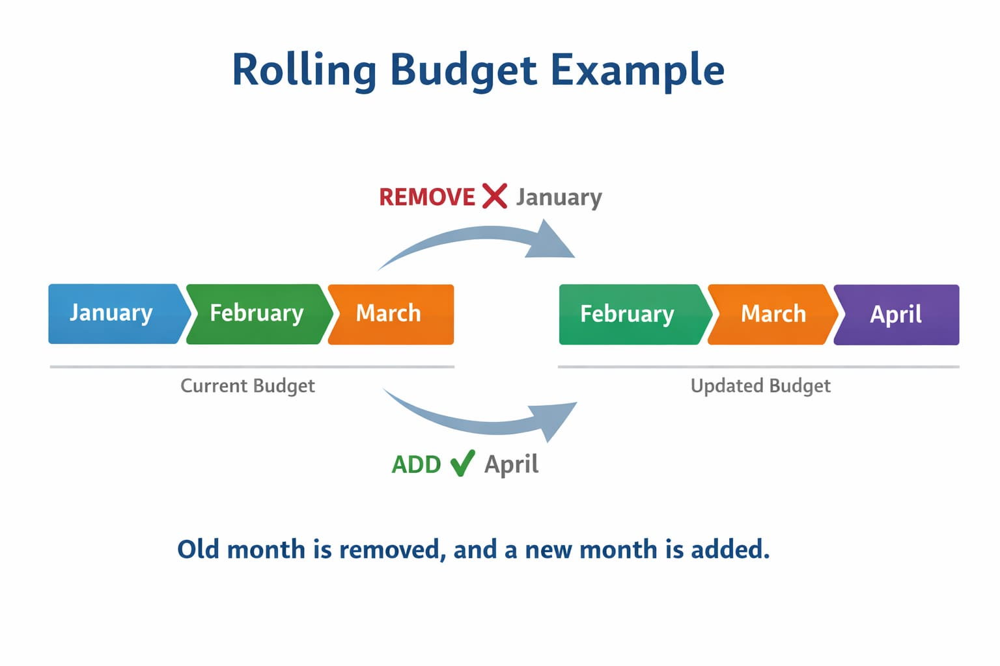 Rolling Budget Example
REMOVE ❌ January
January February March
February March April
Current Budget
Updated Budget
ADD ✔ April
Old month is removed, and a new month is added.